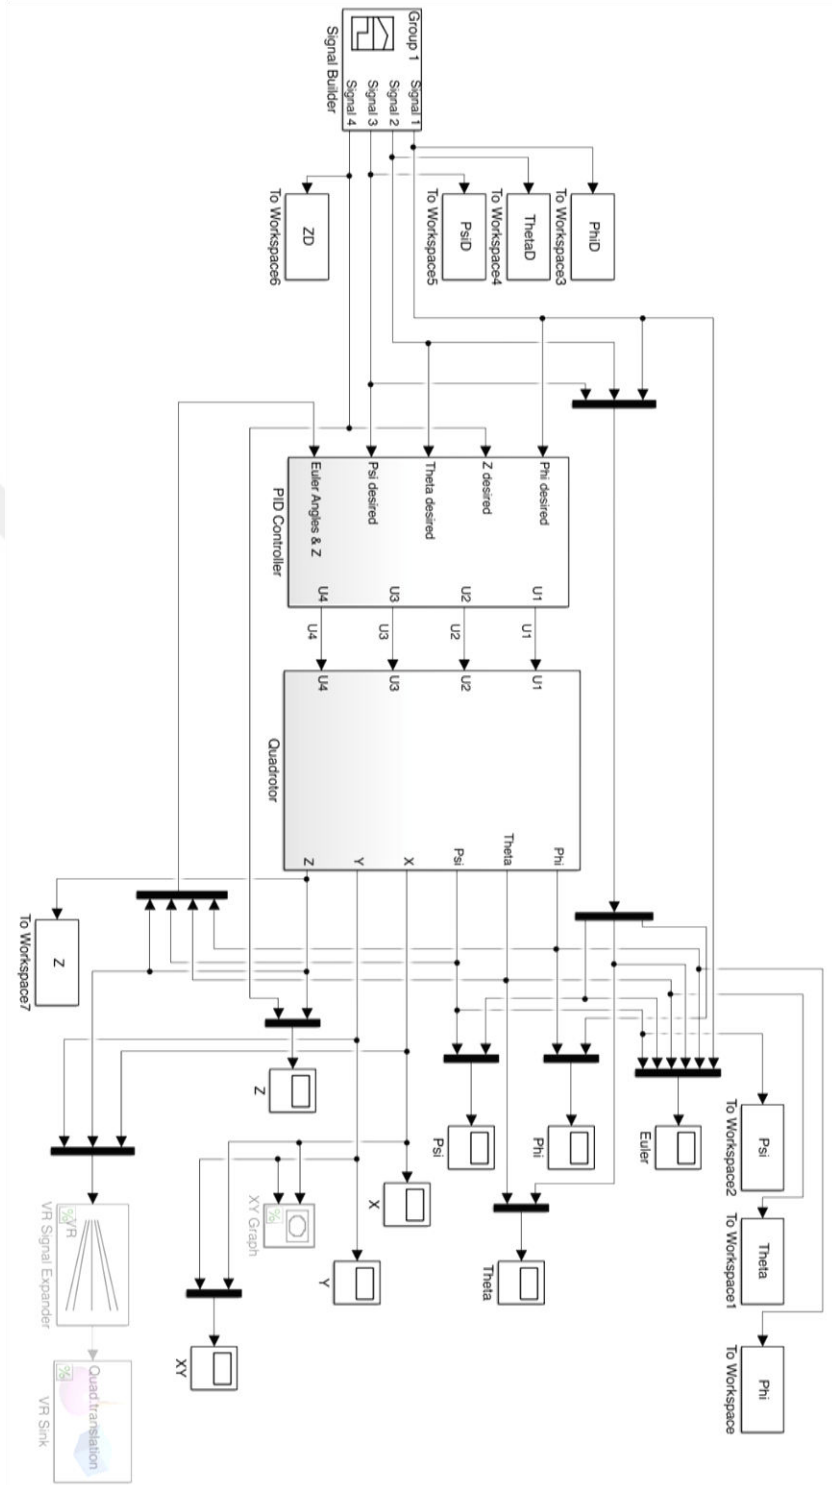 Group 1
Signal 1
Signal 2
Signal 3
Signal 4
Signal Builder
PhiD
To Workspace3
ThetaD
To Workspace4
PsiD
To Workspace5
ZD
To Workspace6
Phi desired
Z desired
Theta desired
Psi desired
Euler Angles & Z
U1
U2
U3
U4
PID Controller
U1
U2
U3
U4
U1
U2
U3
U4
Phi
Theta
Psi
X
Y
Z
Quadrotor
Psi
To Workspace2
Theta
To Workspace1
Phi
To Workspace
Euler
Phi
Psi
Theta
X
Y
Z
XY Graph
%
XY
Z
To Workspace7
VR
%
VR Signal Expander
Quad.translation
%
VR Sink